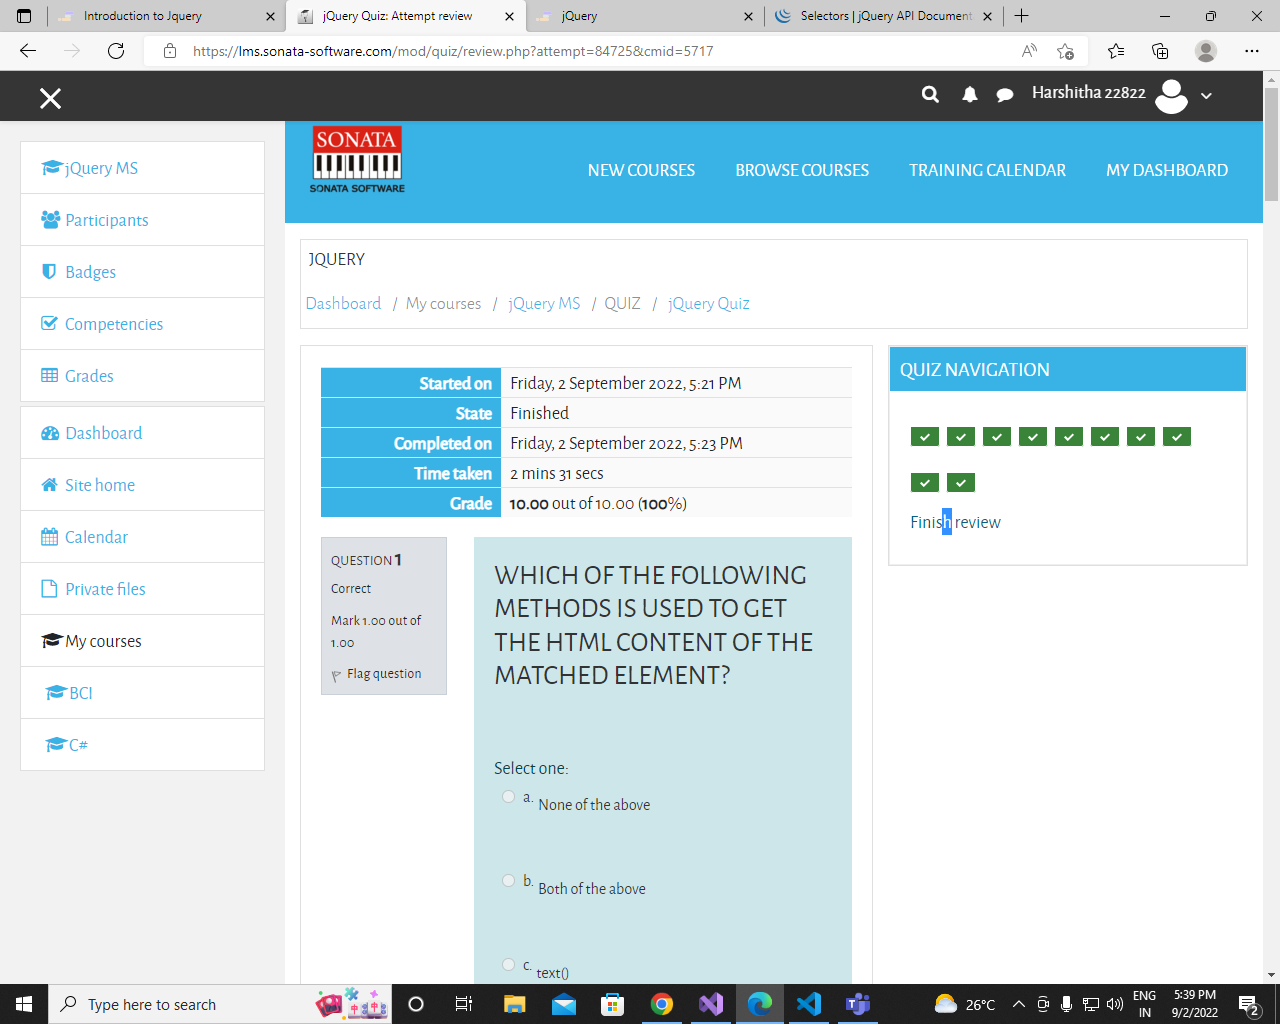 Introduction to Jquery
jQuery Quiz: Attempt review
jQuery
Selectors | jQuery API Document
https://lms.sonata-software.com/mod/quiz/review.php?attempt=84725&cmid=5717
Harshitha 22822
SONATA
SONATA SOFTWARE
NEW COURSES
BROWSE COURSES
TRAINING CALENDAR
MY DASHBOARD
jQuery MS
Participants
Badges
Competencies
Grades
Dashboard
Site home
Calendar
Private files
My courses
BCI
C#
JQUERY
Dashboard / My courses / jQuery MS / QUIZ / jQuery Quiz
Started on Friday, 2 September 2022, 5:21 PM
State Finished
Completed on Friday, 2 September 2022, 5:23 PM
Time taken 2 mins 31 secs
Grade 10.00 out of 10.00 (100%)
QUIZ NAVIGATION
Finish review
QUESTION 1
Correct
Mark 1.00 out of
1.00
Flag question
WHICH OF THE FOLLOWING
METHODS IS USED TO GET
THE HTML CONTENT OF THE
MATCHED ELEMENT?
Select one:
a. None of the above
b. Both of the above
c. text()
Type here to search
26°C
ENG
IN
5:39 PM
9/2/2022
2